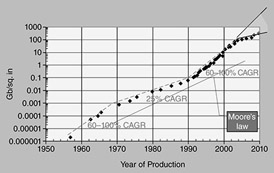 1000
100
10
1
0.1
0.01
0.001
0.0001
0.00001
0.000001
Gb/sq. in
60–100% CAGR
25% CAGR
60–100% CAGR
Moore's
law
1950 1960 1970 1980 1990 2000 2010
Year of Production